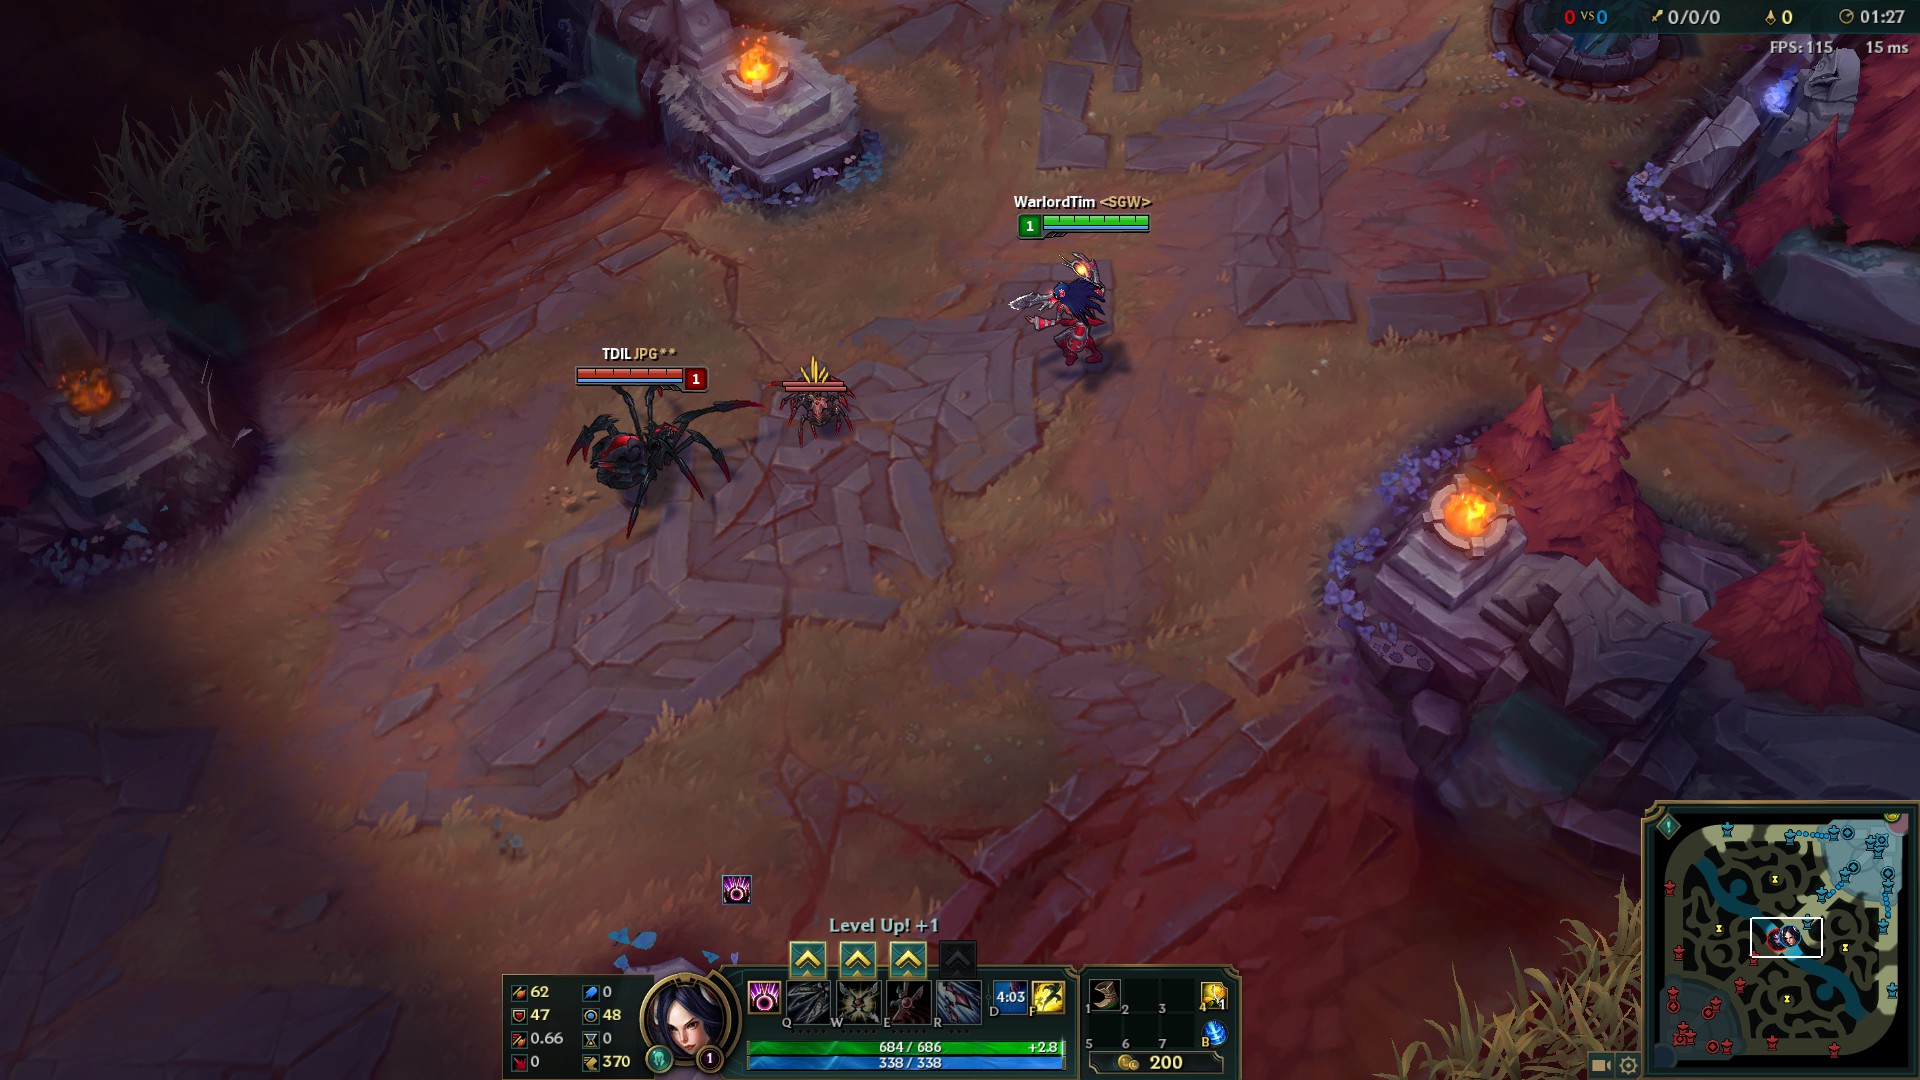 0 VS 0 0/0/0 0 01:27
FPS: 115 15 ms
WarlordTim <SGW>
1
TDIL JPG**
1
Level Up! +1
62 0
47 48
0.66 0
0 370
1
Q W E R
4:03
D F
684 / 686 +2.8
338 / 338
1 2 3 4 1
5 6 7 B
200